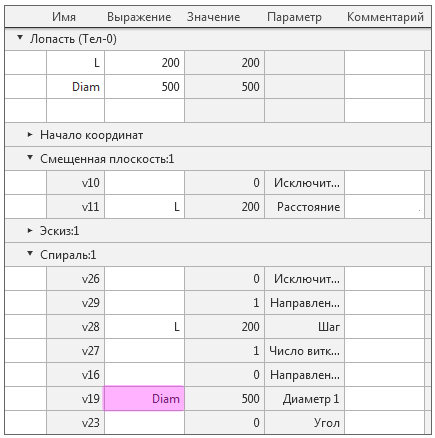 Имя Выражение Значение Параметр Комментарий
Лопасть (Тел-0)
L 200 200
Diam 500 500
Начало координат
Смещенная плоскость:1
v10 0 Исключит...
v11 L 200 Расстояние
Эскиз:1
Спираль:1
v26 0 Исключит...
v29 1 Направлен...
v28 L 200 Шаг
v27 1 Число витк...
v16 0 Направлен...
v19 Diam 500 Диаметр 1
v23 0 Угол